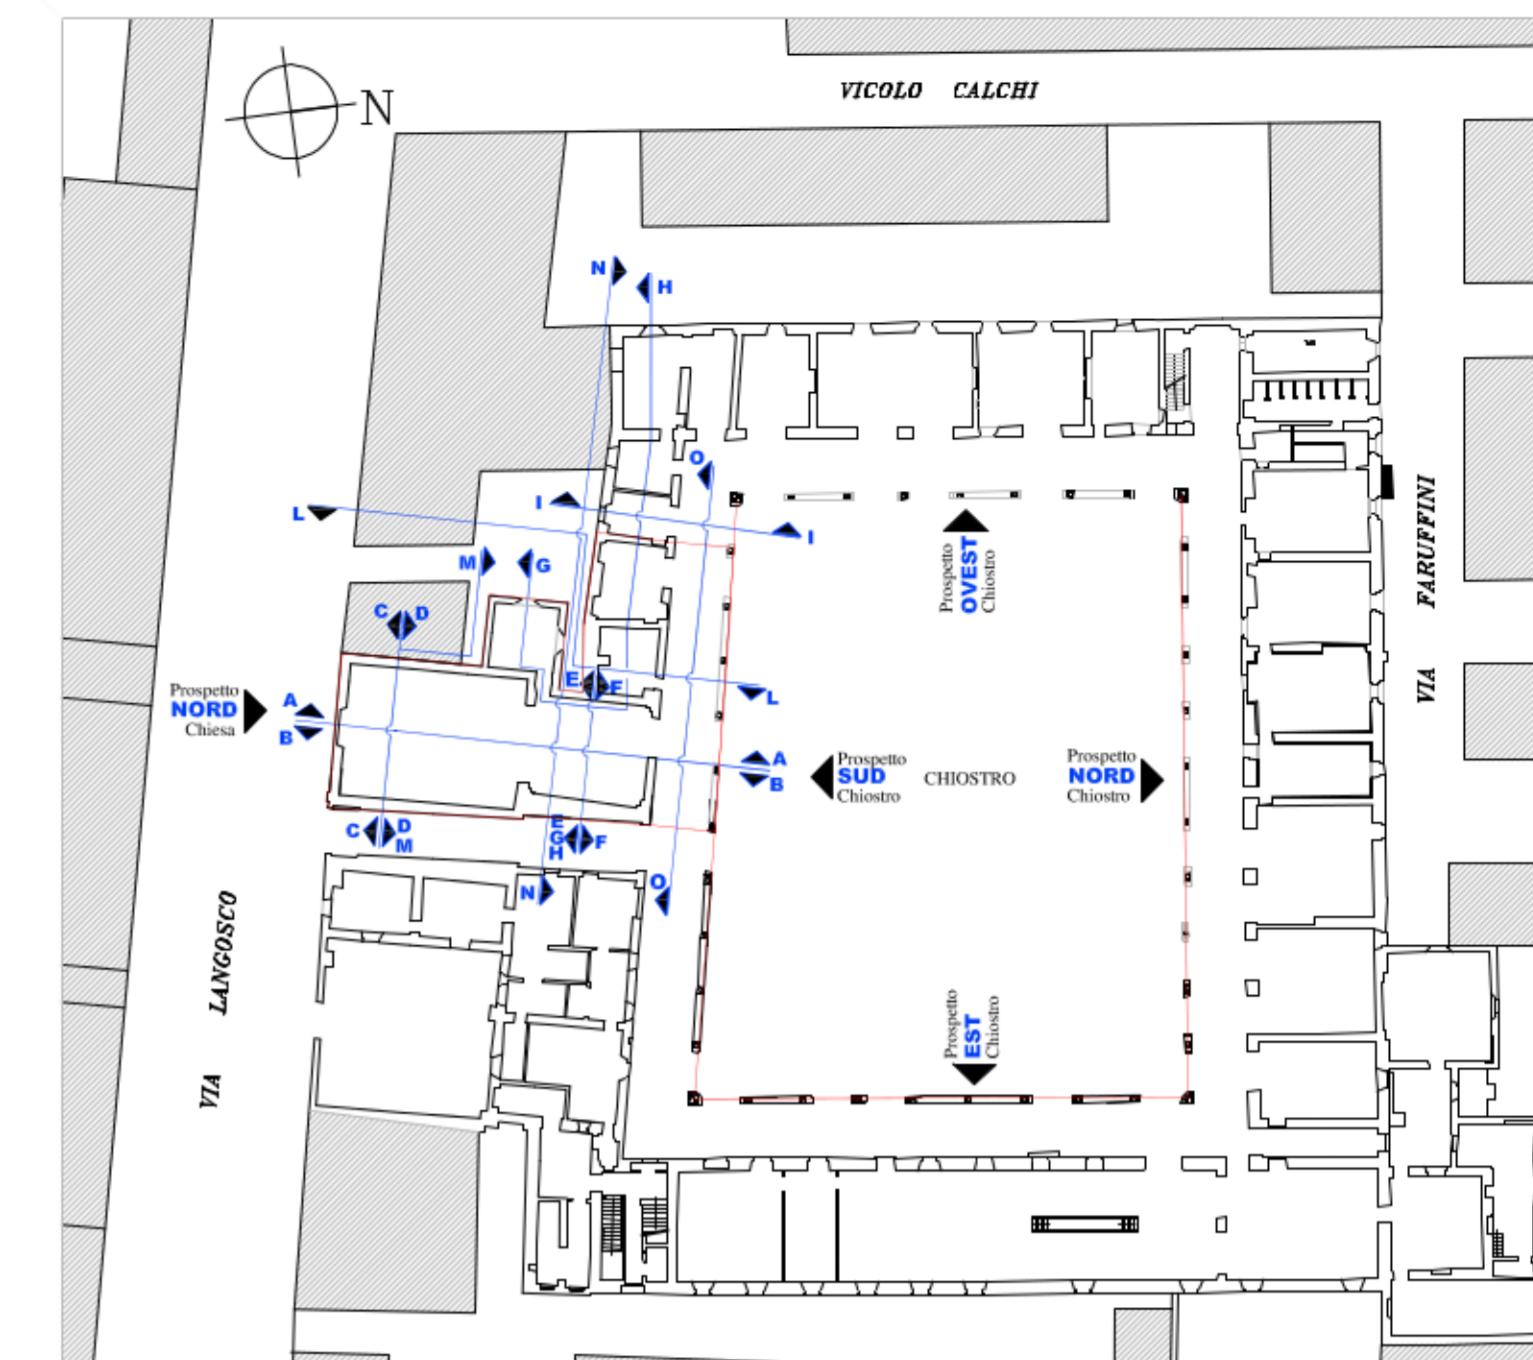 VICOLO CALCHI
N
N
H
O
I
L
I
M
G
C
D
E
F
L
Prospetto
NORD
Chiesa
A
B
A
B
Prospetto
OVEST
Chiostro
Prospetto
SUD
Chiostro
CHIOSTRO
Prospetto
NORD
Chiostro
VIA FARUFFINI
C
D
M
E
G
H
F
N
O
VIA LANGOSCO
Prospetto
EST
Chiostro